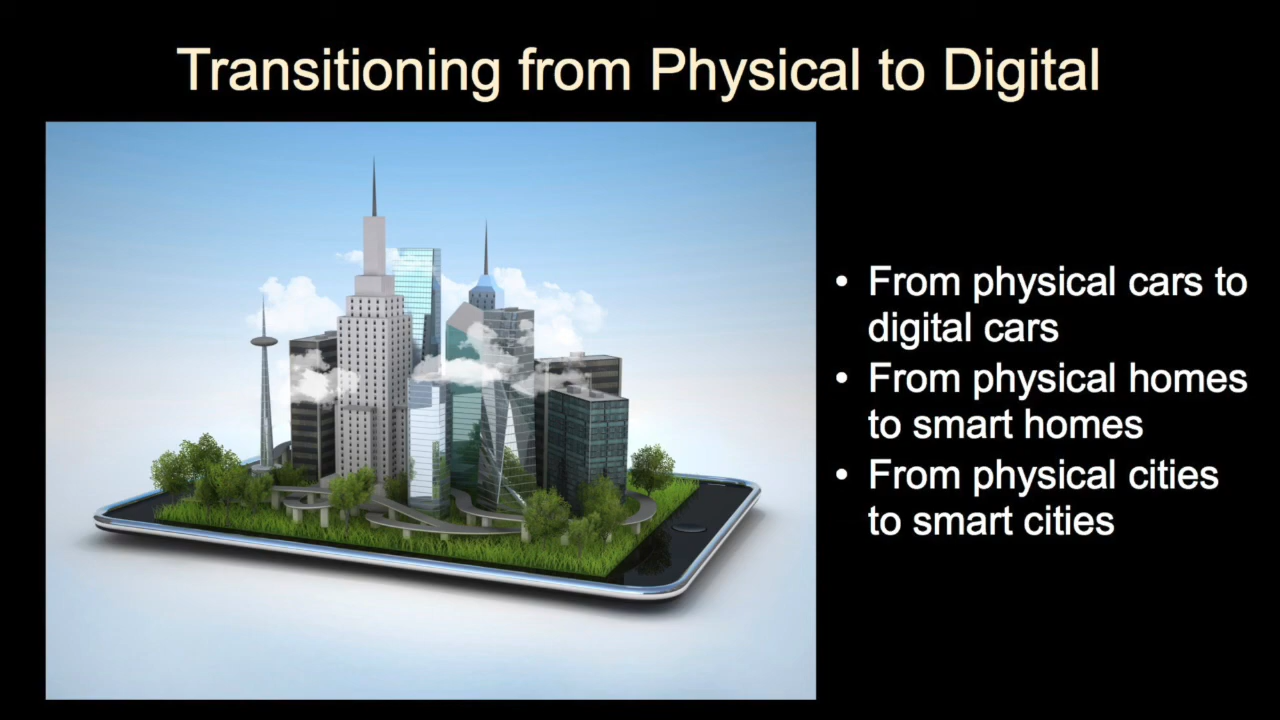 Transitioning from Physical to Digital
• From physical cars to
digital cars
• From physical homes
to smart homes
• From physical cities
to smart cities